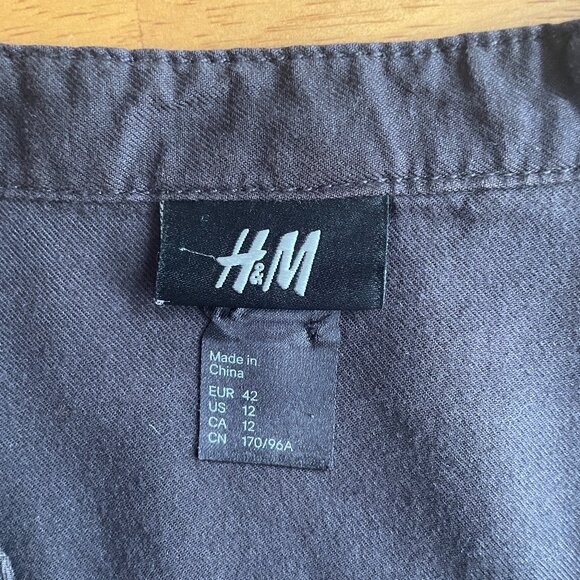 H&M
Made in
China
EUR 42
US 12
CA 12
CN 170/96A